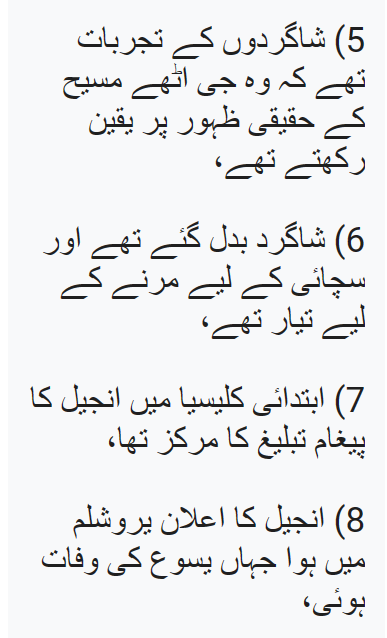 5) شاگردوں کے تجربات
تھے کہ وہ جی اٹھے مسیح
کے حقیقی ظہور پر یقین
رکھتے تھے،
6) شاگرد بدل گئے تھے اور
سچائی کے لیے مرنے کے
لیے تیار تھے،
7) ابتدائی کلیسیا میں انجیل کا
پیغام تبلیغ کا مرکز تھا،
8) انجیل کا اعلان یروشلم
میں ہوا جہاں یسوع کی وفات
ہوئی،